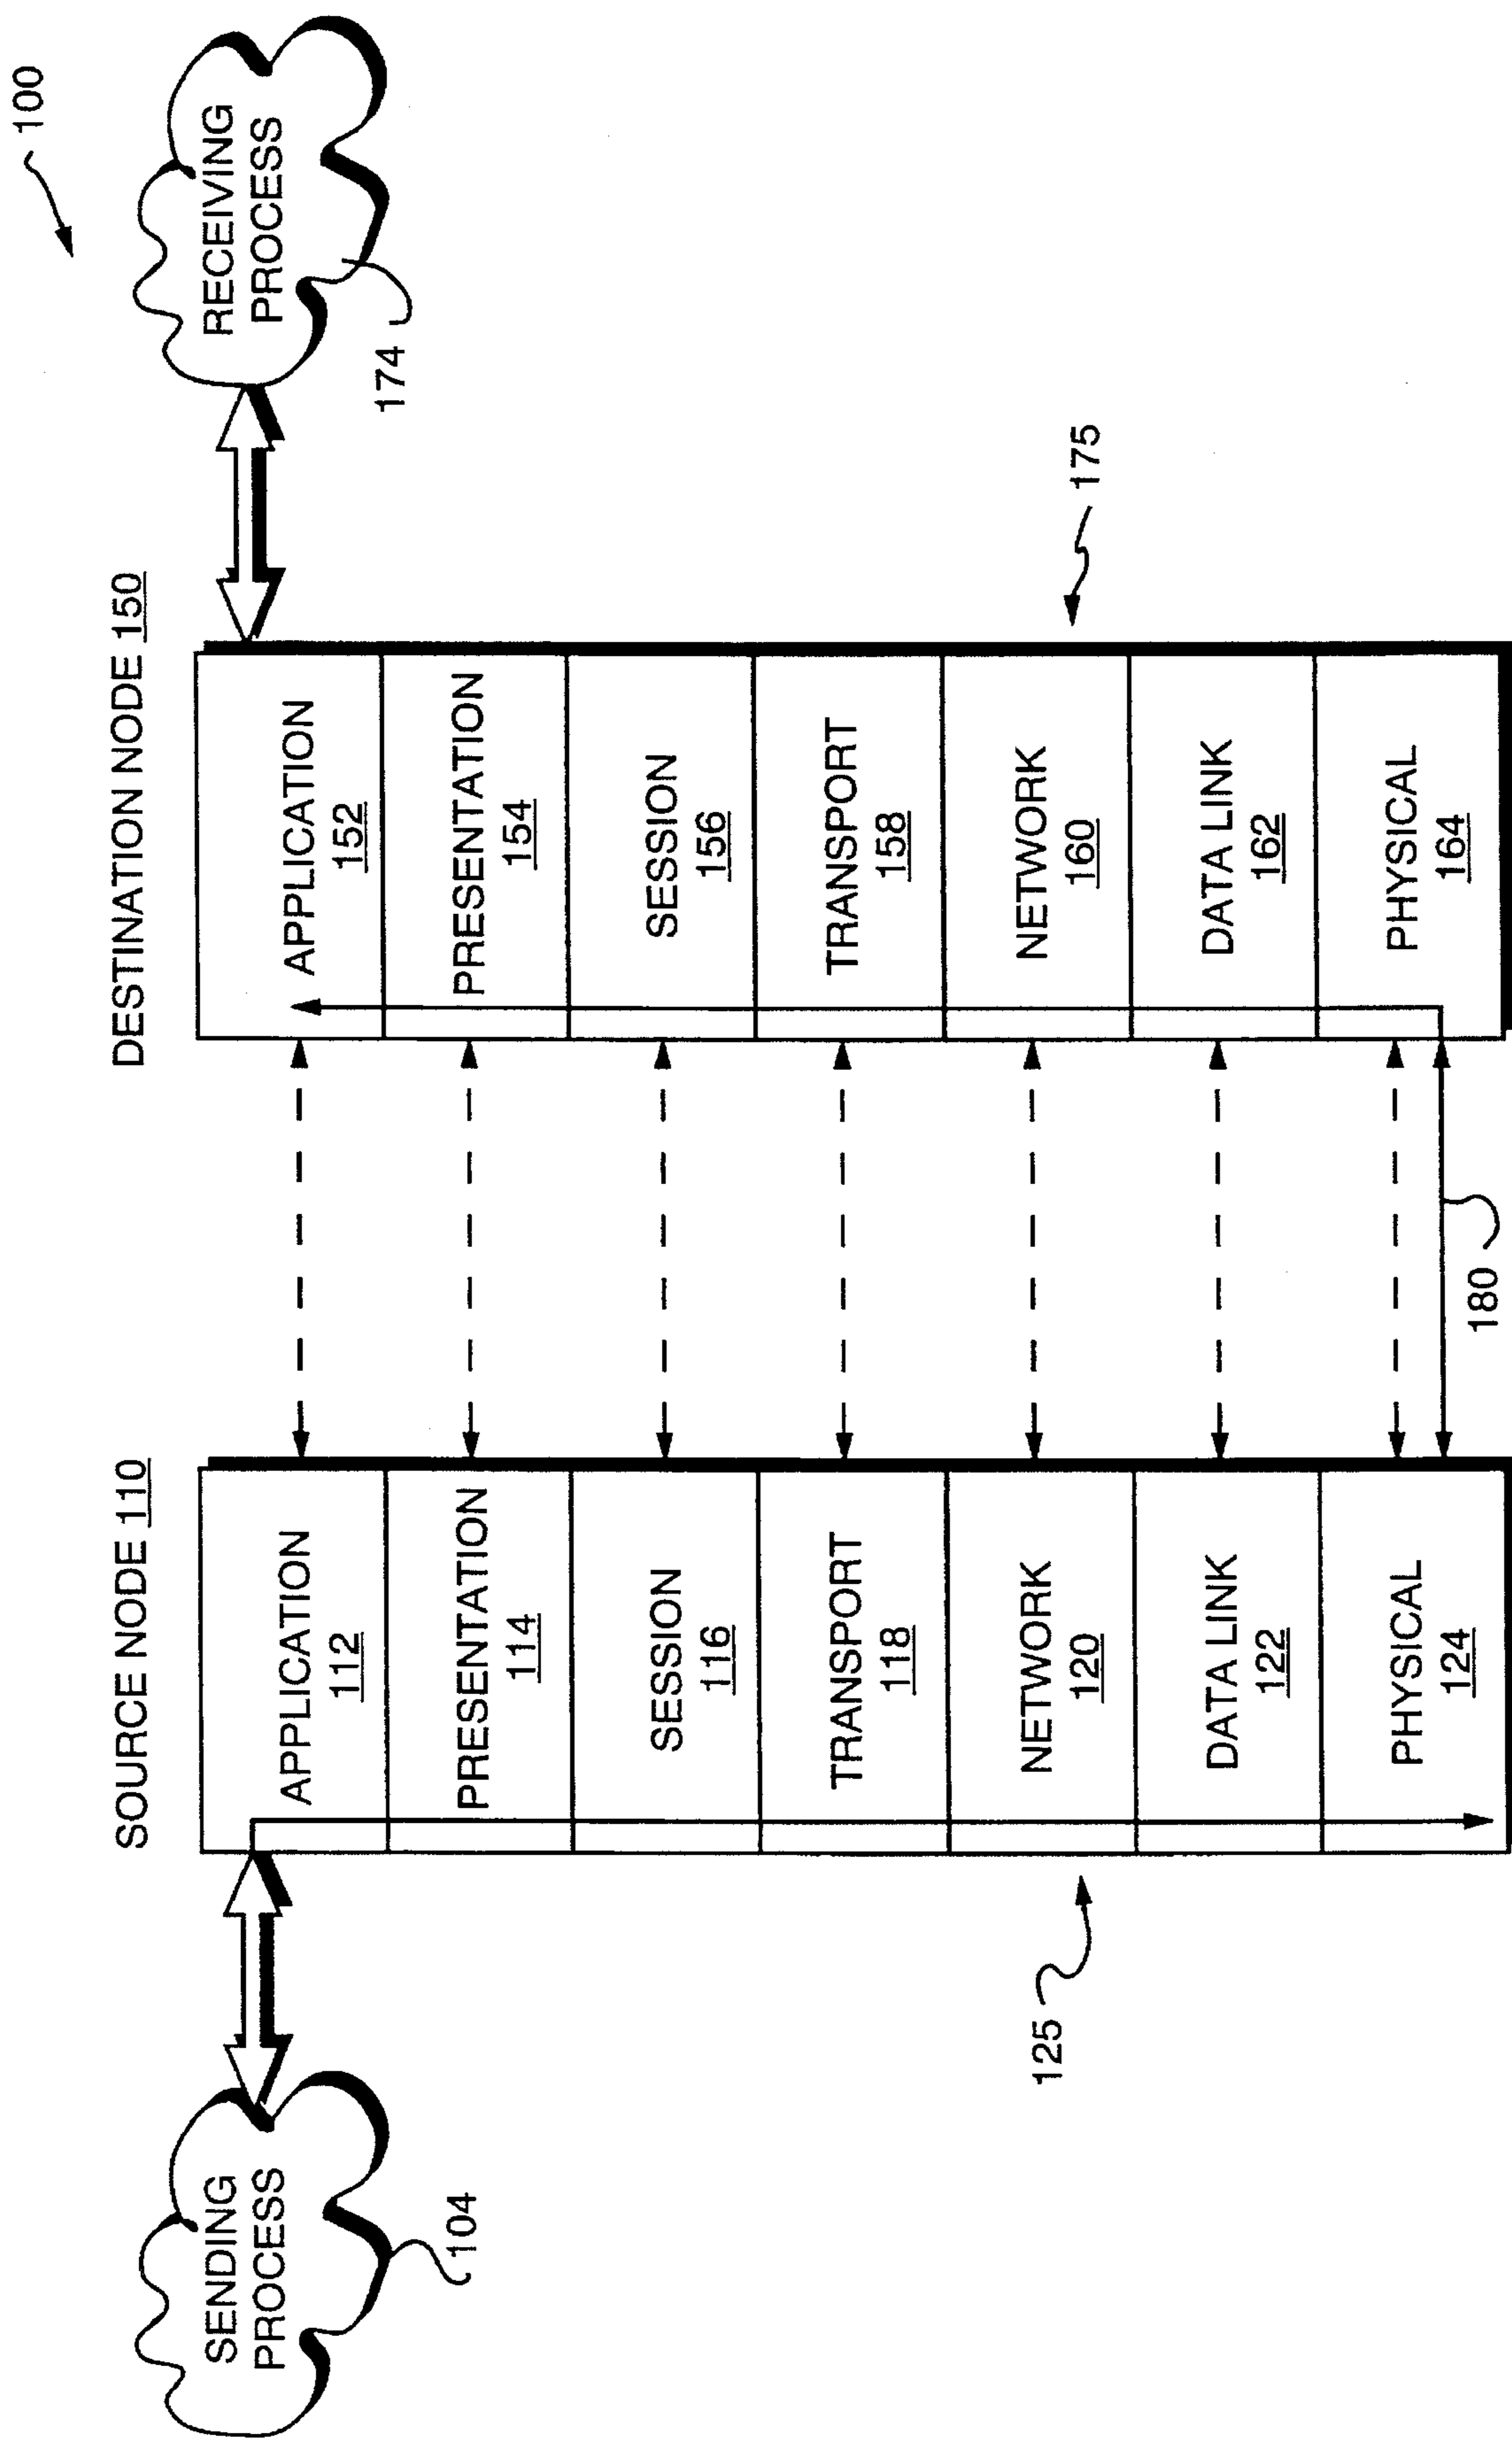 100
SOURCE NODE 110
DESTINATION NODE 150
SENDING
PROCESS
104
RECEIVING
PROCESS
174
APPLICATION
112
PRESENTATION
114
SESSION
116
TRANSPORT
118
NETWORK
120
DATA LINK
122
PHYSICAL
124
125
APPLICATION
152
PRESENTATION
154
SESSION
156
TRANSPORT
158
NETWORK
160
DATA LINK
162
PHYSICAL
164
175
180